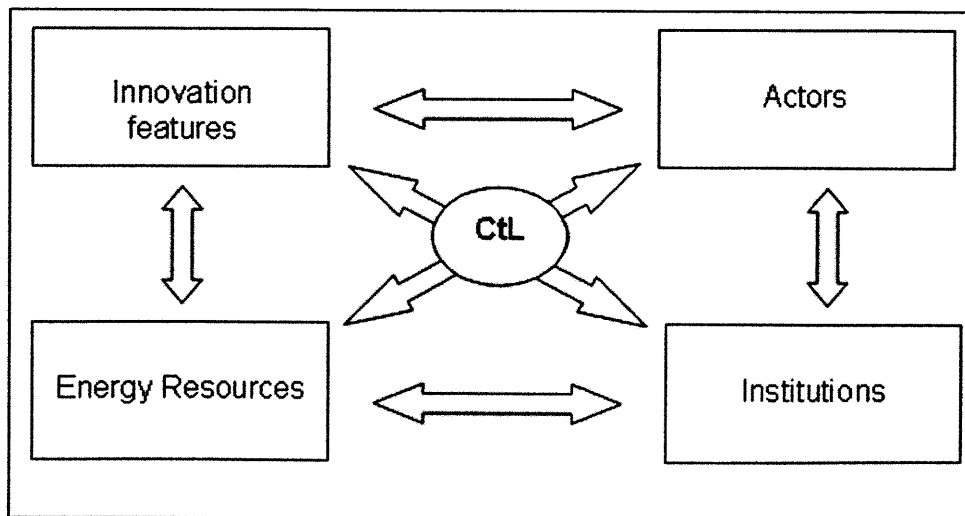 Innovation
features
Actors
CtL
Energy Resources
Institutions